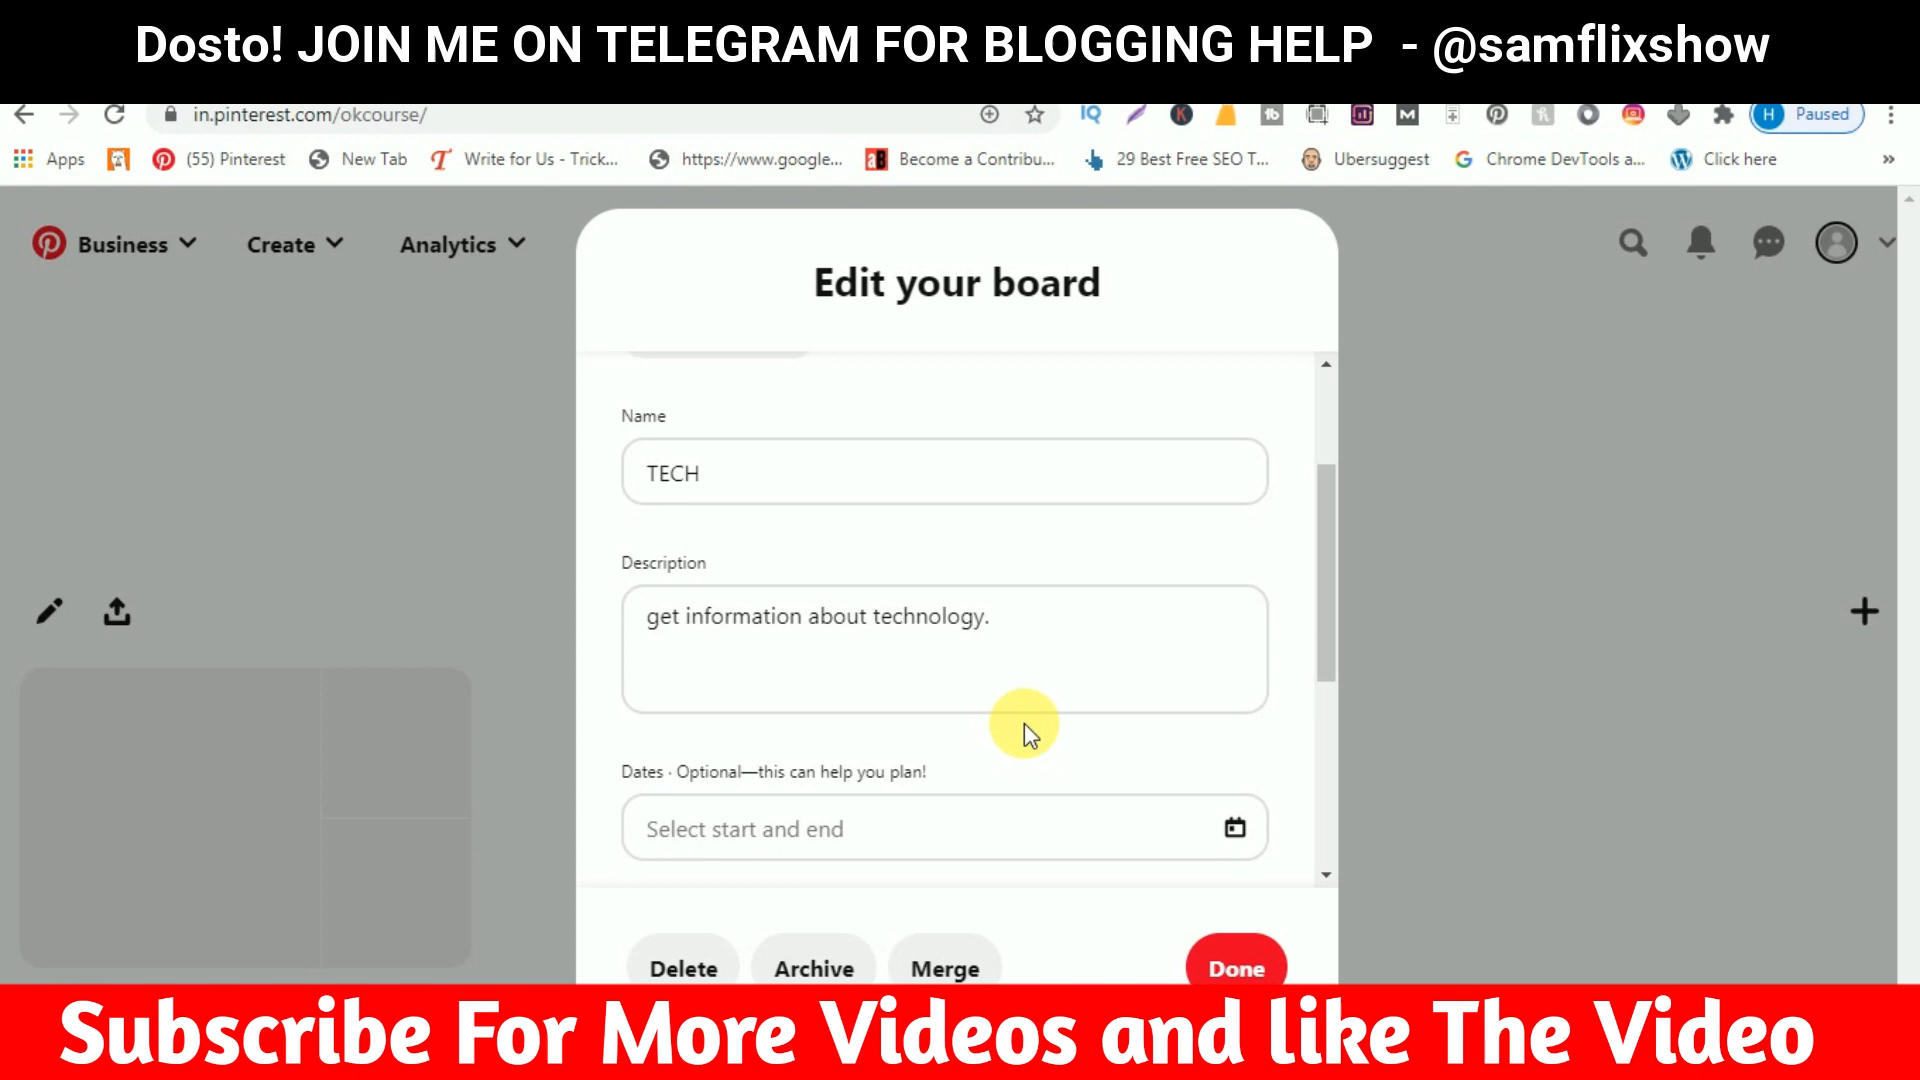 Dosto! JOIN ME ON TELEGRAM FOR BLOGGING HELP - @samflixshow
in.pinterest.com/okcourse/
IQ
K
tb
M
H
Paused
Apps
(55) Pinterest
New Tab
T Write for Us - Trick...
https://www.google...
aB Become a Contribu...
29 Best Free SEO T...
Ubersuggest
Chrome DevTools a...
Click here
»
Business
Create
Analytics
Edit your board
Name
TECH
Description
get information about technology.
Dates · Optional—this can help you plan!
Select start and end
Delete
Archive
Merge
Done
Subscribe For More Videos and like The Video